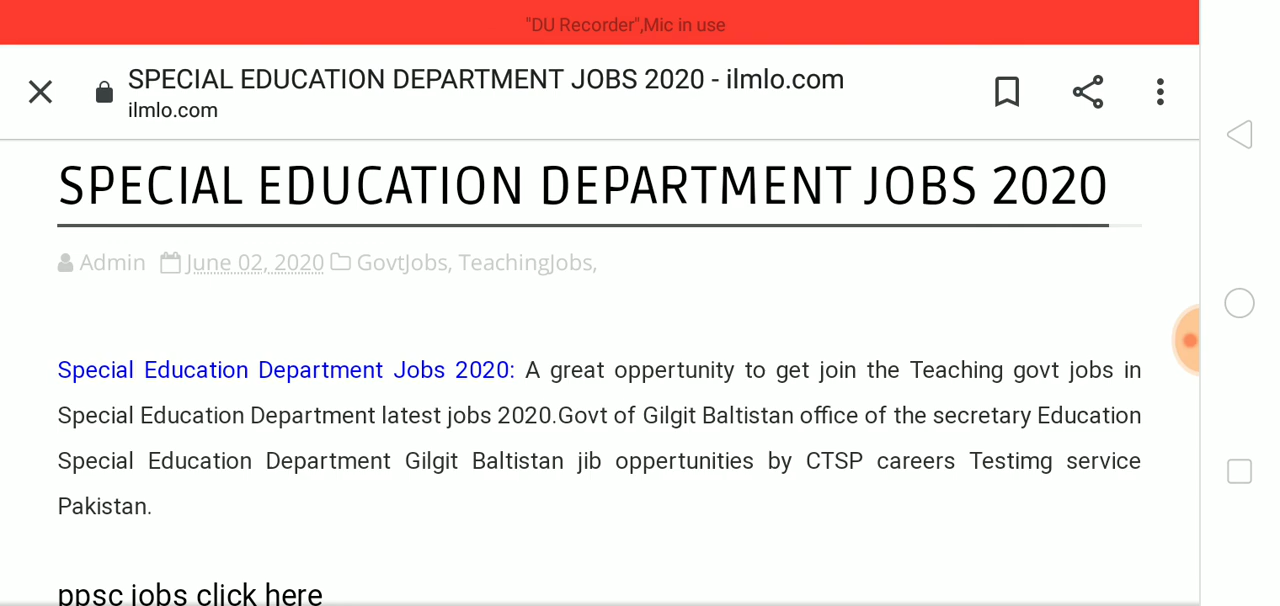 "DU Recorder",Mic in use
SPECIAL EDUCATION DEPARTMENT JOBS 2020 - ilmlo.com
ilmlo.com
SPECIAL EDUCATION DEPARTMENT JOBS 2020
Admin June 02, 2020 GovtJobs, TeachingJobs,
Special Education Department Jobs 2020: A great oppertunity to get join the Teaching govt jobs in
Special Education Department latest jobs 2020.Govt of Gilgit Baltistan office of the secretary Education
Special Education Department Gilgit Baltistan jib oppertunities by CTSP careers Testimg service
Pakistan.
ppsc jobs click here